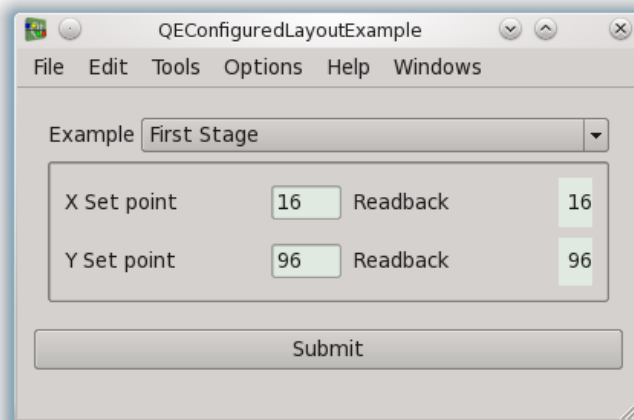 QEConfiguredLayoutExample
File Edit Tools Options Help Windows
Example First Stage
X Set point 16 Readback 16
Y Set point 96 Readback 96
Submit